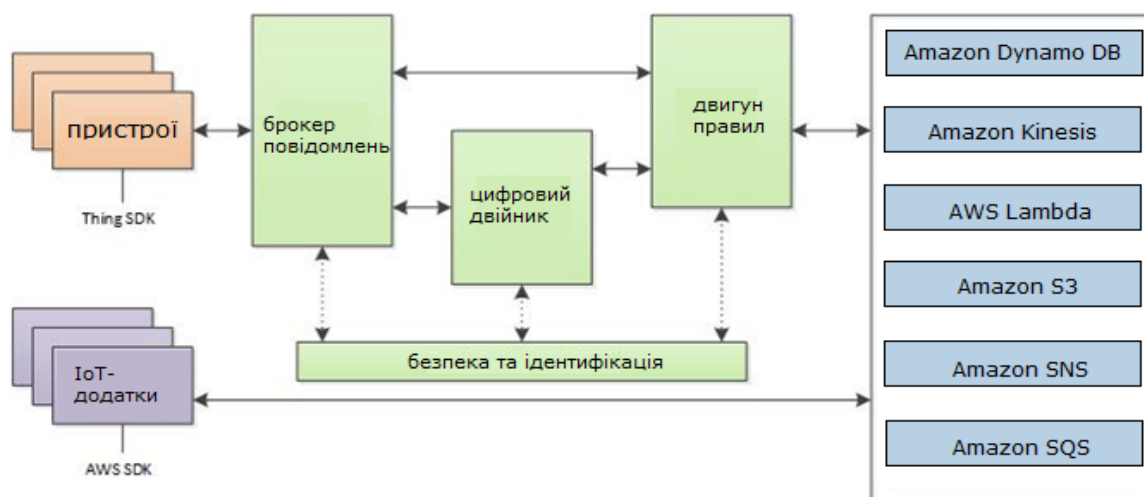 пристрої
Thing SDK
брокер
повідомлень
цифровий
двійник
двигун
правил
безпека та ідентифікація
IoT-
додатки
AWS SDK
Amazon Dynamo DB
Amazon Kinesis
AWS Lambda
Amazon S3
Amazon SNS
Amazon SQS